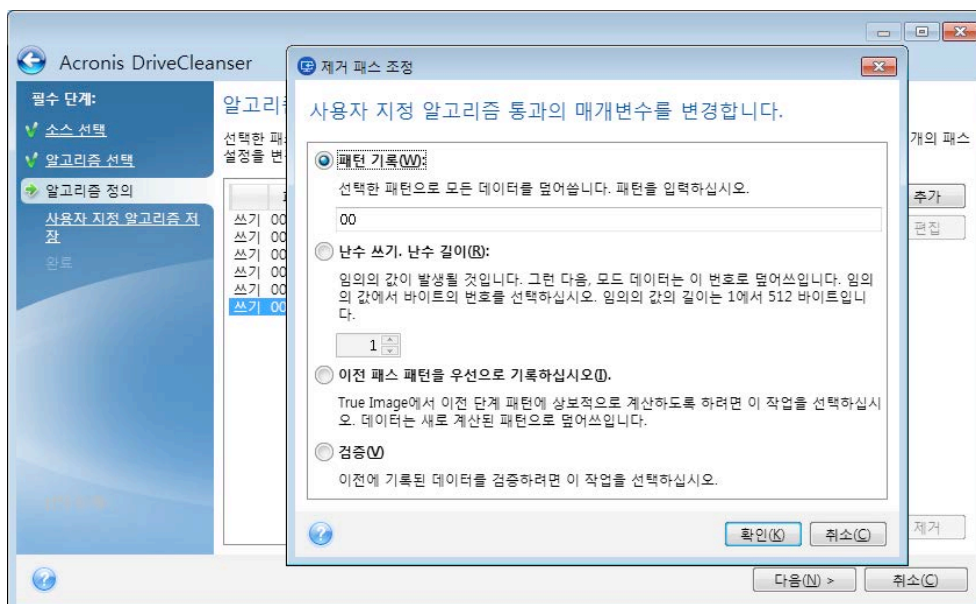 Acronis DriveCleanser
필수 단계:
소스 선택
알고리즘 선택
알고리즘 정의
사용자 지정 알고리즘 저
장
완료
선택한 패
설정을 변
개의 패스
쓰기 00
쓰기 00
쓰기 00
쓰기 00
쓰기 00
쓰기 00
추가
편집
제거
제거 패스 조정
사용자 지정 알고리즘 통과의 매개변수를 변경합니다.
패턴 기록(W):
선택한 패턴으로 모든 데이터를 덮어씁니다. 패턴을 입력하십시오.
00
난수 쓰기. 난수 길이(R):
임의의 값이 발생될 것입니다. 그런 다음, 모드 데이터는 이 번호로 덮어쓰입니다. 임의
의 값에서 바이트의 번호를 선택하십시오. 임의의 값의 길이는 1에서 512 바이트입니
다.
1
이전 패스 패턴을 우선으로 기록하십시오(I).
True Image에서 이전 단계 패턴에 상보적으로 계산하도록 하려면 이 작업을 선택하십시
오. 데이터는 새로 계산된 패턴으로 덮어쓰입니다.
검증(V)
이전에 기록된 데이터를 검증하려면 이 작업을 선택하십시오.
확인(K)
취소(C)
다음(N) >
취소(C)